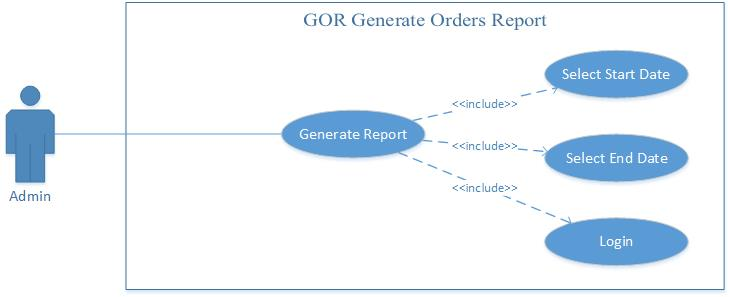 GOR Generate Orders Report
Select Start Date
<<include>>
Generate Report
<<include>>
Select End Date
<<include>>
Admin
Login